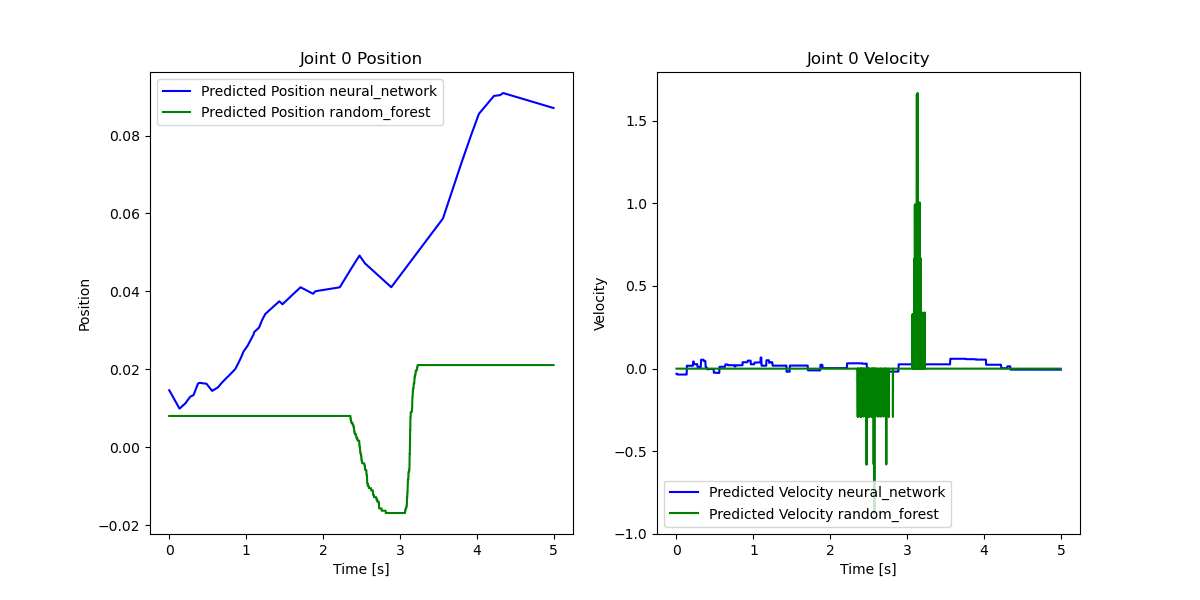 Joint 0 Position
Predicted Position neural_network
Predicted Position random_forest
Position
0.08
0.06
0.04
0.02
0.00
−0.02
0 1 2 3 4 5
Time [s]
Joint 0 Velocity
Velocity
1.5
1.0
0.5
0.0
−0.5
−1.0
Predicted Velocity neural_network
Predicted Velocity random_forest
0 1 2 3 4 5
Time [s]